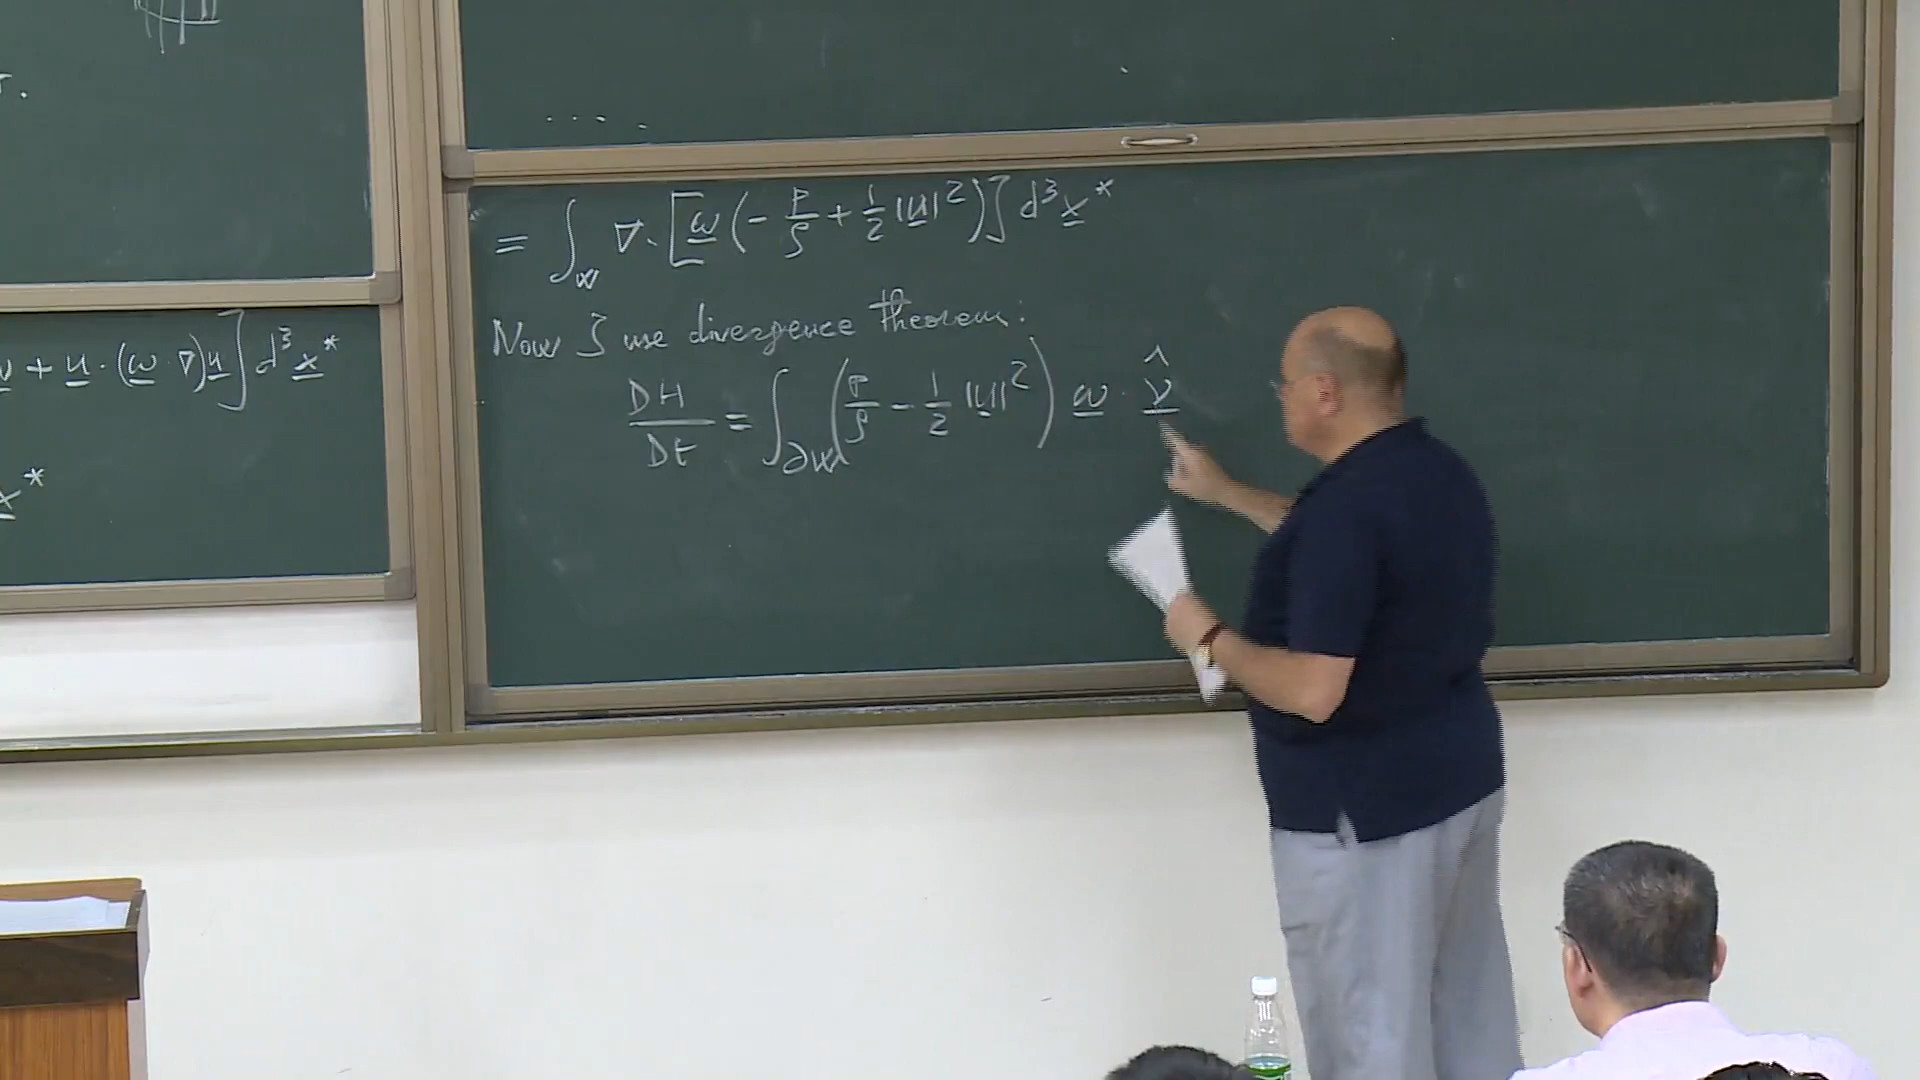 r.
ω + u · (ω · ∇)u ] d³x*
x*
. . . .
= ∫_W ∇· [ ω ( - P/ρ + 1/2 |u|² ) ] d³x*
Now I use divergence theorem:
DH/Dt = ∫_∂W ( P/ρ - 1/2 |u|² ) ω · ν̂